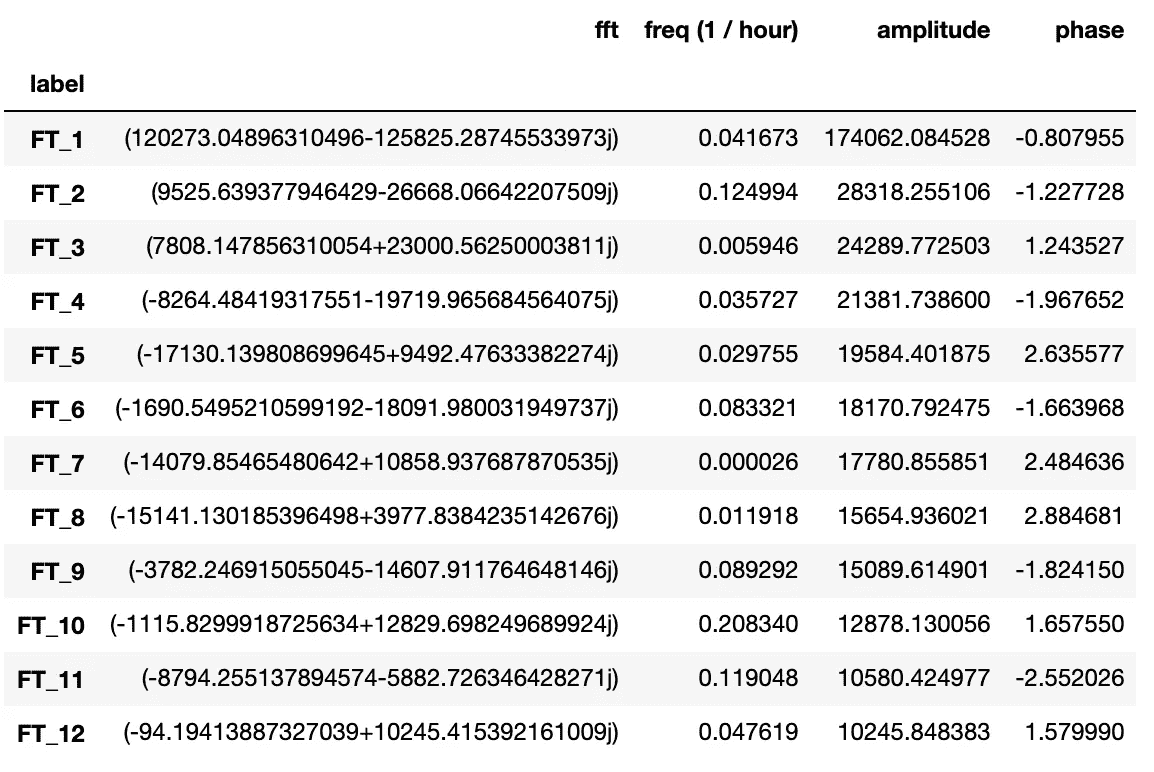 fft freq (1 / hour) amplitude phase
label
FT_1 (120273.04896310496-125825.28745533973j) 0.041673 174062.084528 -0.807955
FT_2 (9525.639377946429-26668.06642207509j) 0.124994 28318.255106 -1.227728
FT_3 (7808.147856310054+23000.56250003811j) 0.005946 24289.772503 1.243527
FT_4 (-8264.48419317551-19719.965684564075j) 0.035727 21381.738600 -1.967652
FT_5 (-17130.139808699645+9492.47633382274j) 0.029755 19584.401875 2.635577
FT_6 (-1690.5495210599192-18091.980031949737j) 0.083321 18170.792475 -1.663968
FT_7 (-14079.85465480642+10858.937687870535j) 0.000026 17780.855851 2.484636
FT_8 (-15141.130185396498+3977.8384235142676j) 0.011918 15654.936021 2.884681
FT_9 (-3782.246915055045-14607.911764648146j) 0.089292 15089.614901 -1.824150
FT_10 (-1115.8299918725634+12829.698249689924j) 0.208340 12878.130056 1.657550
FT_11 (-8794.255137894574-5882.726346428271j) 0.119048 10580.424977 -2.552026
FT_12 (-94.19413887327039+10245.415392161009j) 0.047619 10245.848383 1.579990